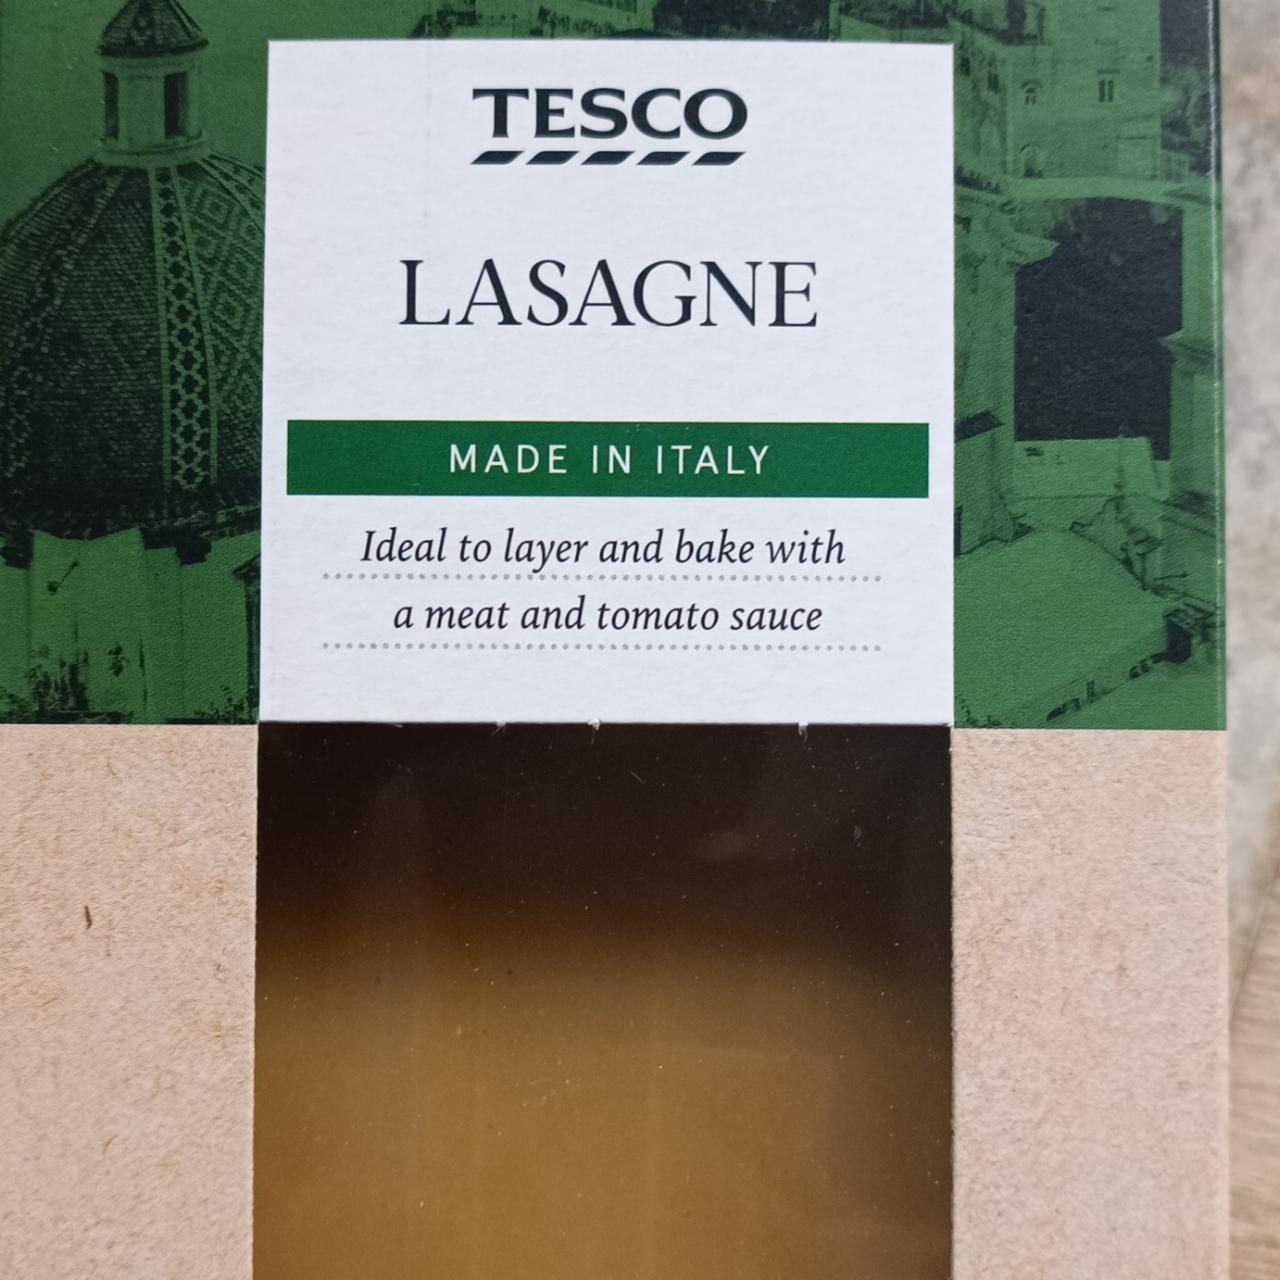 TESCO
LASAGNE
MADE IN ITALY
Ideal to layer and bake with
a meat and tomato sauce